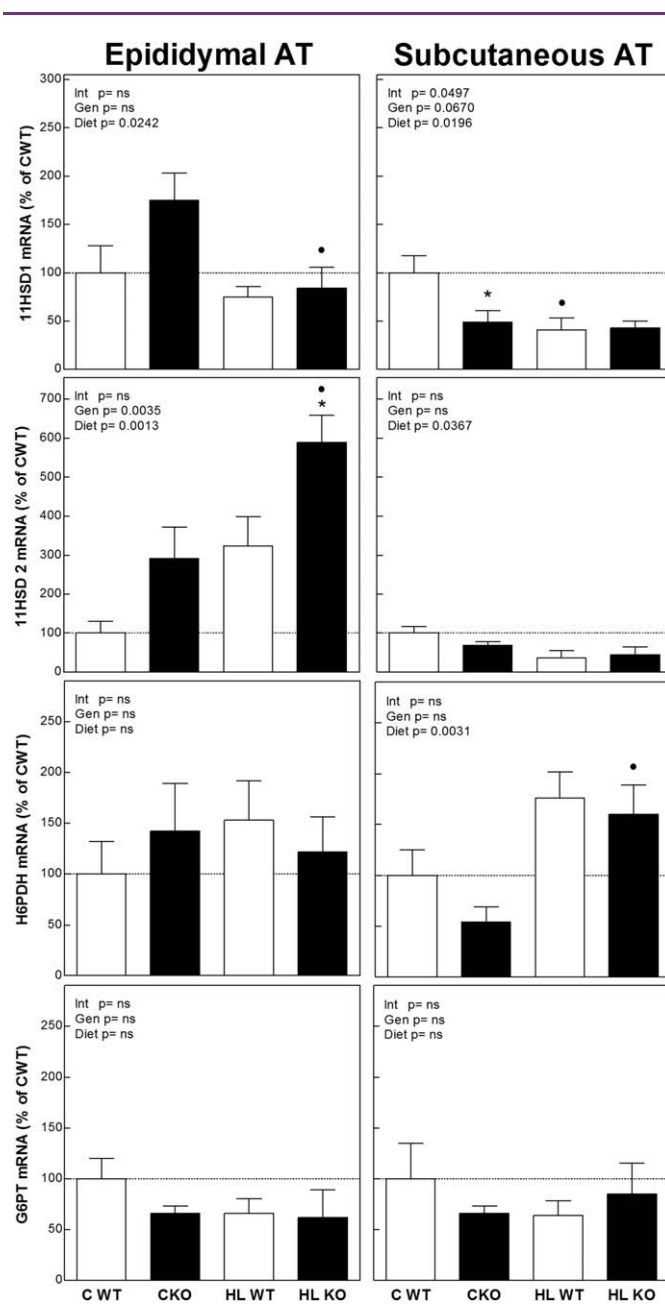 Epididymal AT
Subcutaneous AT
11HSD1 mRNA (% of CWT)
300
250
200
150
100
50
0
Int p= ns
Gen p= ns
Diet p= 0.0242
•
Int p= 0.0497
Gen p= 0.0670
Diet p= 0.0196
*
•
11HSD 2 mRNA (% of CWT)
700
600
500
400
300
200
100
0
Int p= ns
Gen p= 0.0035
Diet p= 0.0013
•
*
Int p= ns
Gen p= ns
Diet p= 0.0367
H6PDH mRNA (% of CWT)
250
200
150
100
50
0
Int p= ns
Gen p= ns
Diet p= ns
Int p= ns
Gen p= ns
Diet p= 0.0031
•
G6PT mRNA (% of CWT)
250
200
150
100
50
0
Int p= ns
Gen p= ns
Diet p= ns
Int p= ns
Gen p= ns
Diet p= ns
C WT CKO HL WT HL KO
C WT CKO HL WT HL KO